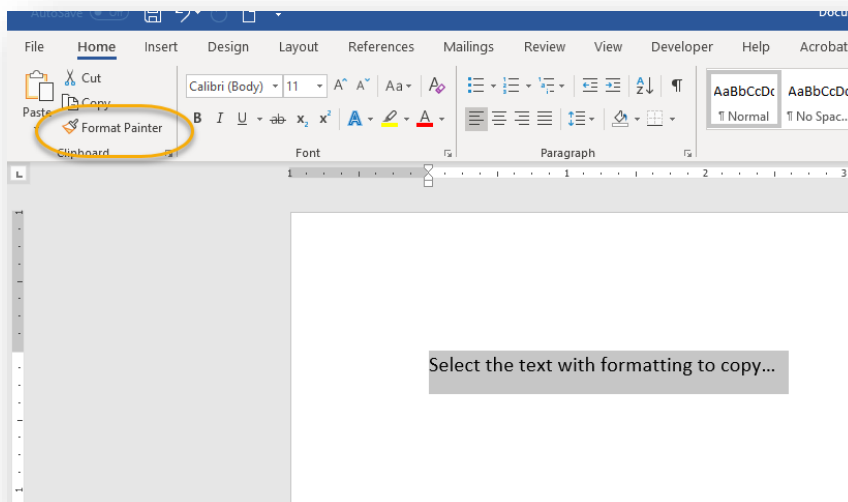 AutoSave Off Docu
File Home Insert Design Layout References Mailings Review View Developer Help Acrobat
Cut
Copy
Paste
Format Painter
Clipboard
Calibri (Body) 11 A A Aa A
B I U ab x2 x2 A A
Font
A Z ¶
Paragraph
AaBbCcDc AaBbCcDc
¶ Normal ¶ No Spac...
L
1 1 2 3
1
Select the text with formatting to copy...
1